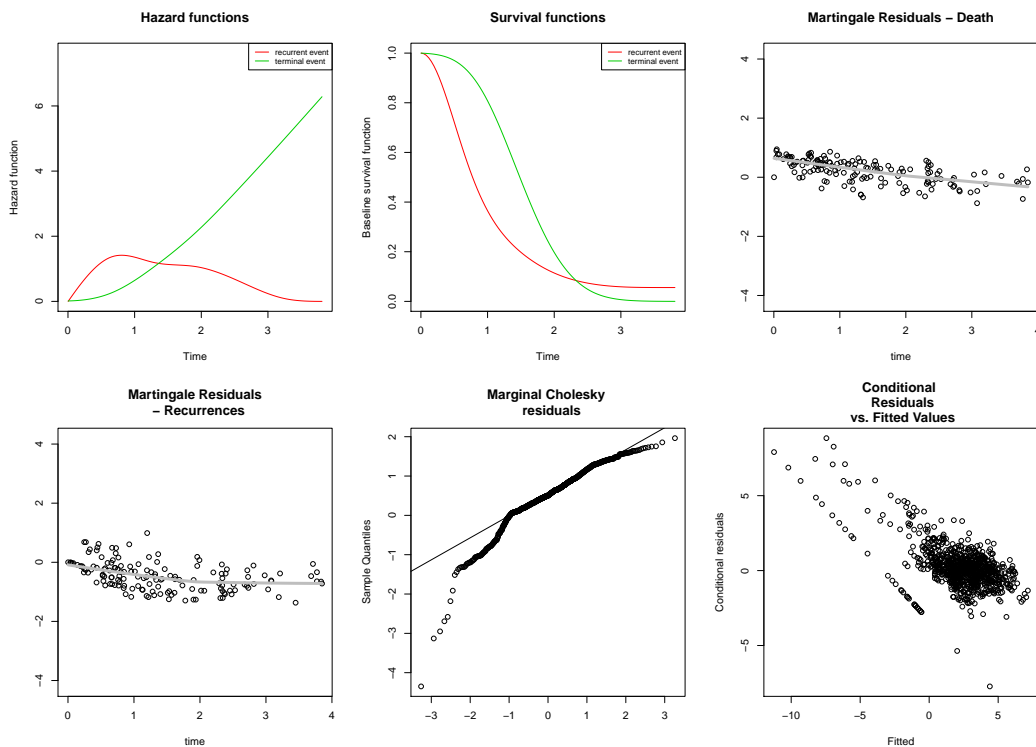 Hazard functions
recurrent event
terminal event
Hazard function
6
4
2
0
0 1 2 3
Time
Survival functions
recurrent event
terminal event
Baseline survival function
1.0
0.8
0.6
0.4
0.2
0.0
0 1 2 3
Time
Martingale Residuals − Death
4
2
0
−2
−4
0 1 2 3 4
time
Martingale Residuals
− Recurrences
4
2
0
−2
−4
0 1 2 3 4
time
Marginal Cholesky
residuals
Sample Quantiles
2
1
0
−1
−2
−3
−4
−3 −2 −1 0 1 2 3
Conditional
Residuals
vs. Fitted Values
Conditional residuals
5
0
−5
−10 −5 0 5
Fitted